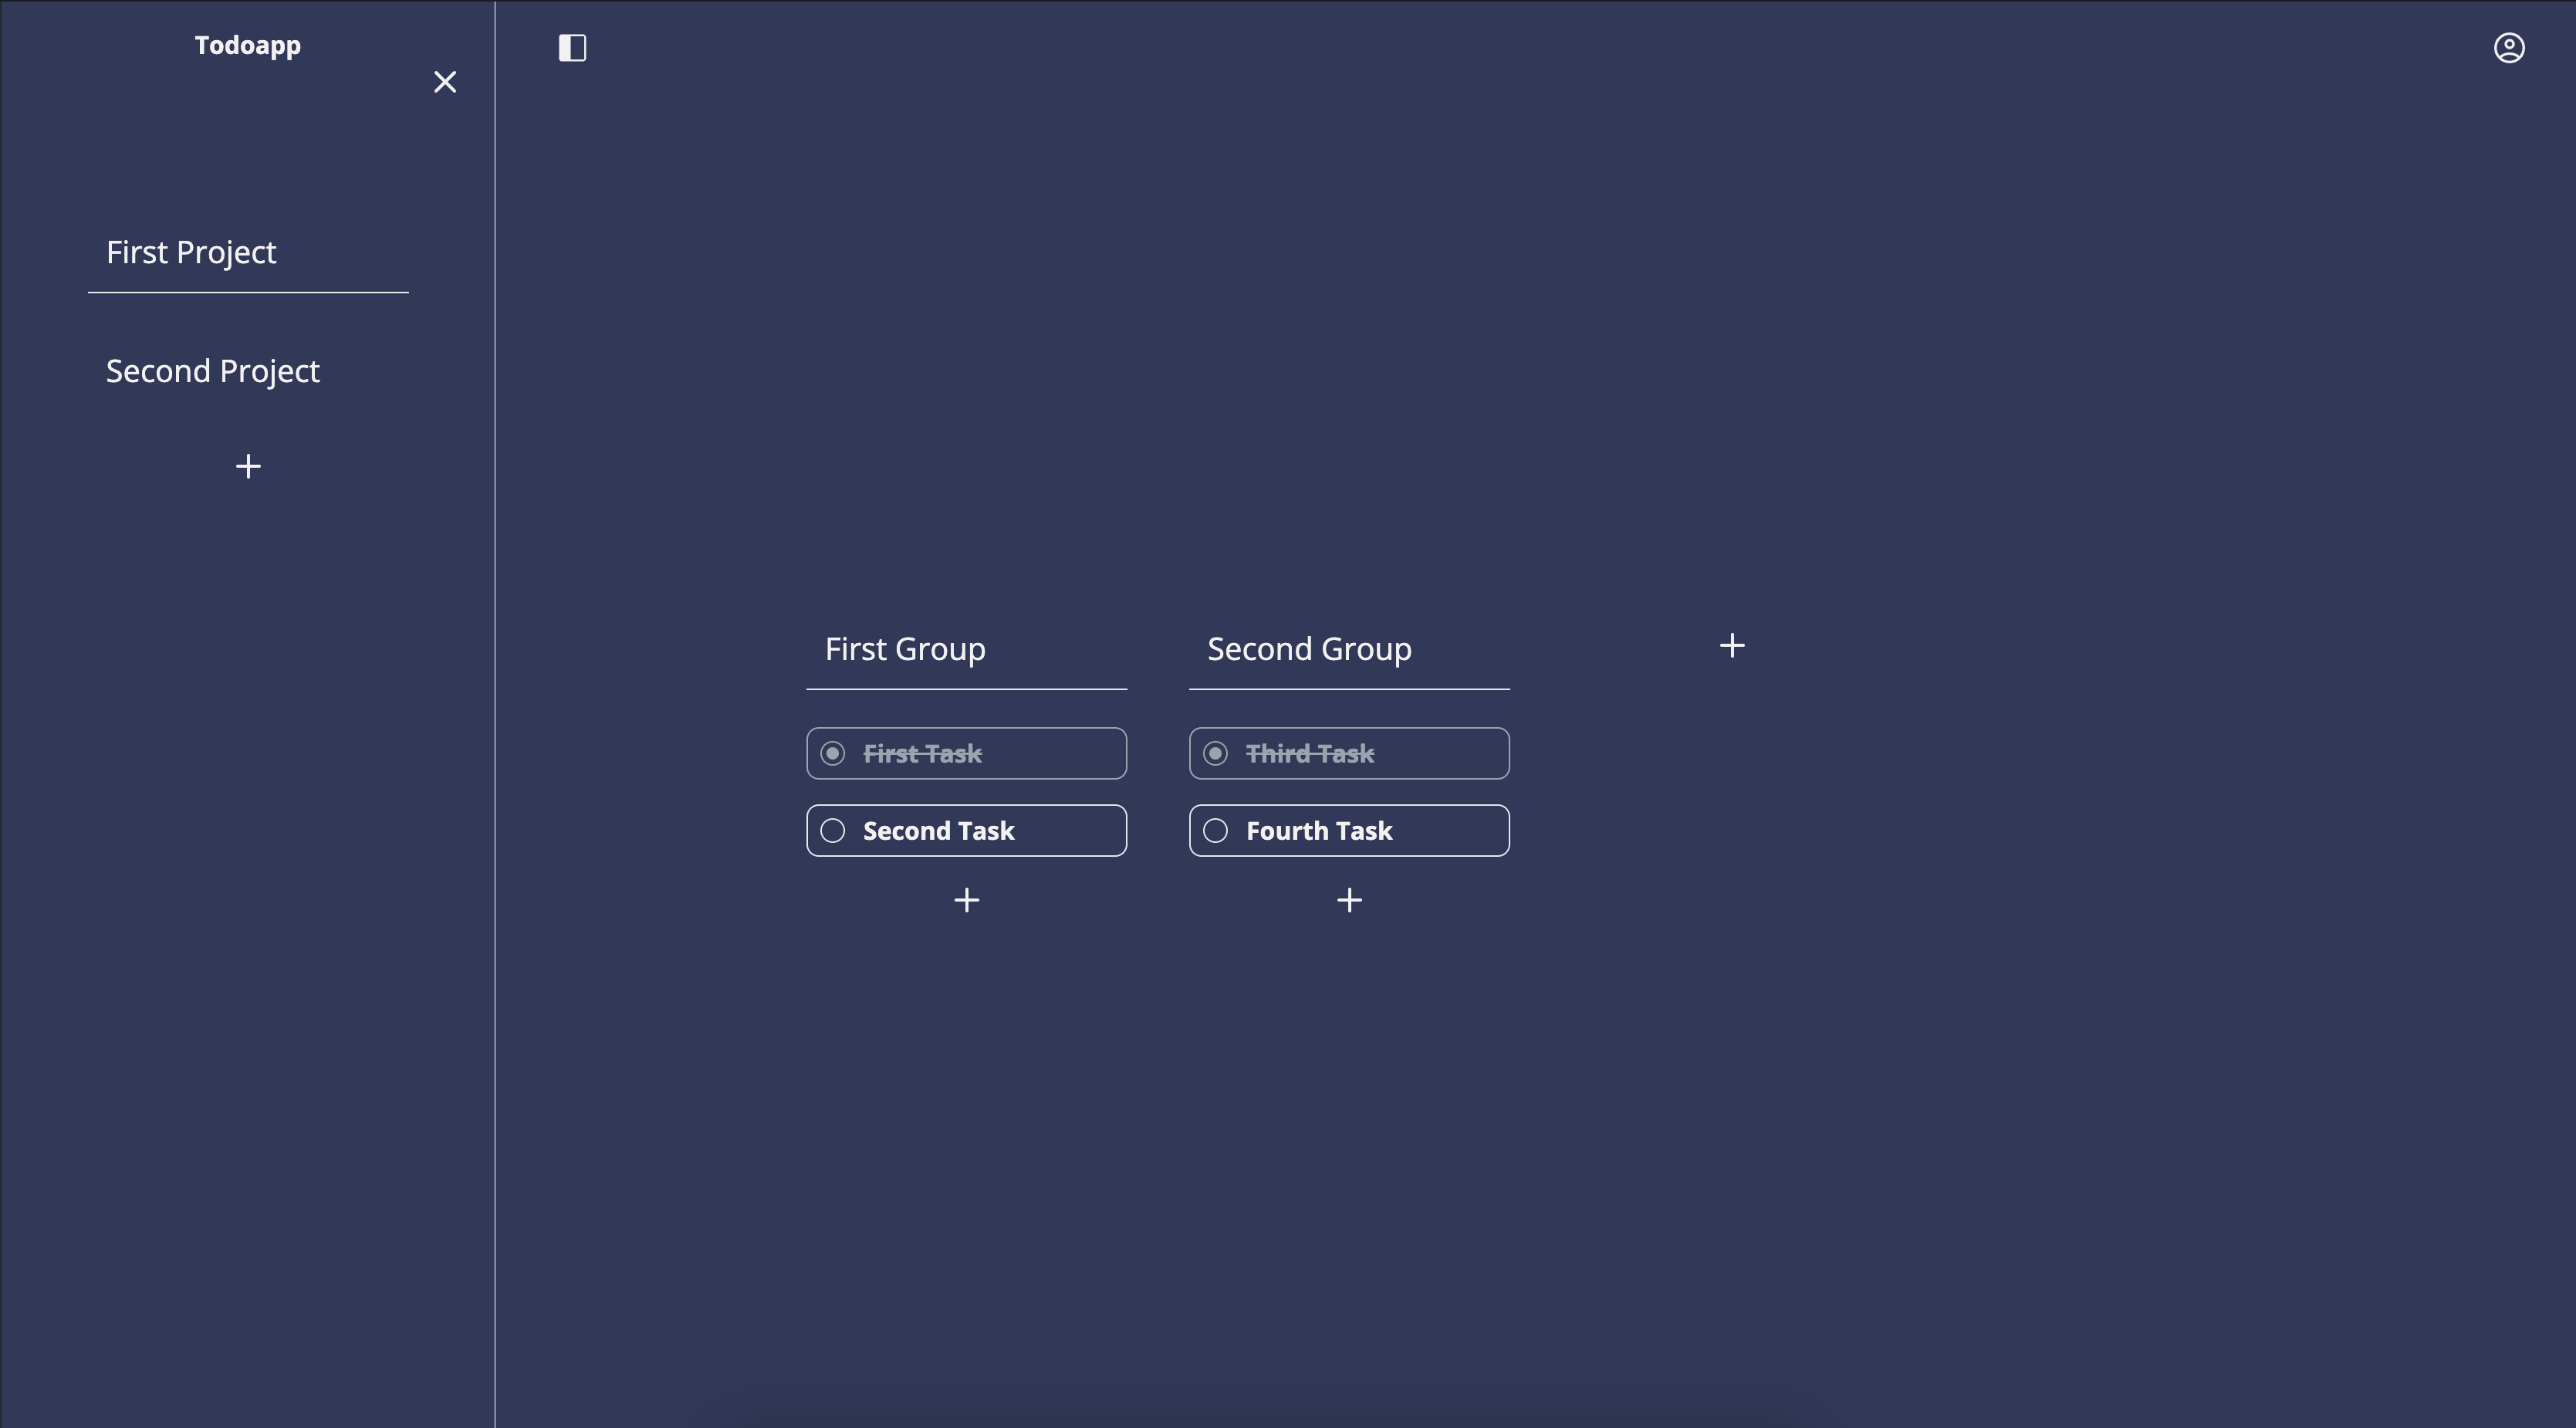 Todoapp
First Project
Second Project
First Group
First Task
Second Task
Second Group
Third Task
Fourth Task